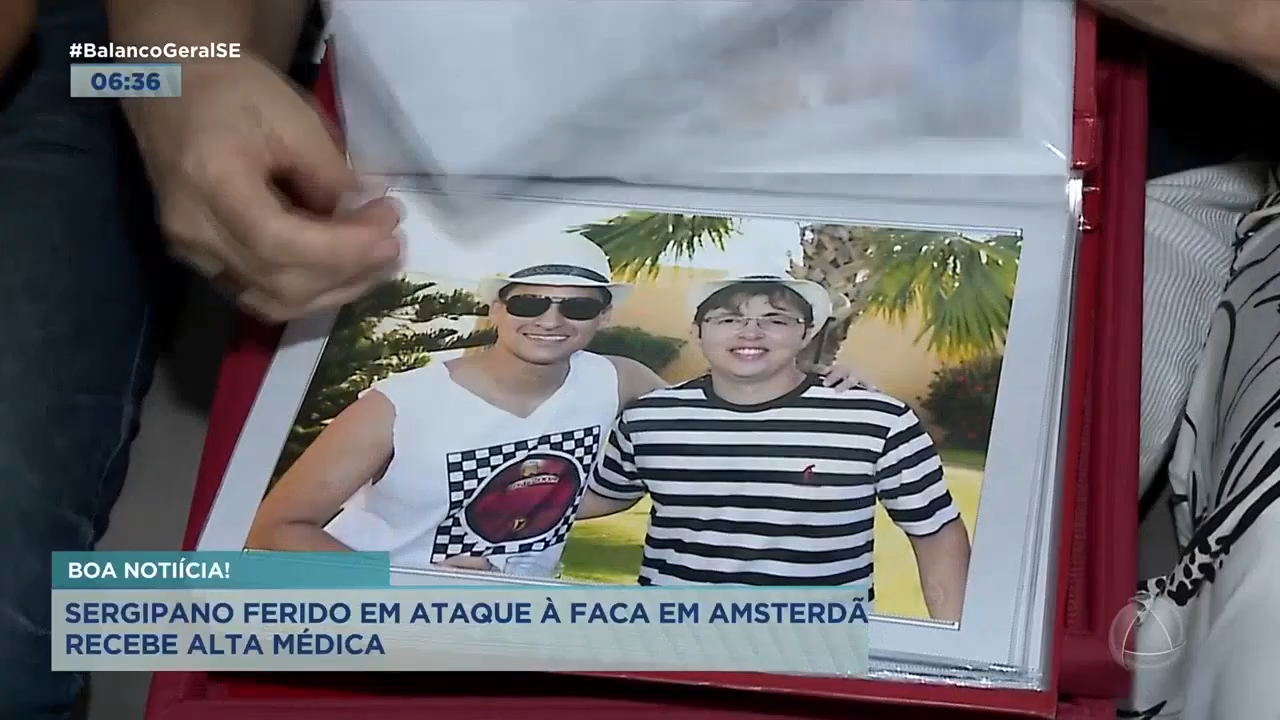 #BalancoGeralSE
06:36
BOA NOTIÍCIA!
SERGIPANO FERIDO EM ATAQUE À FACA EM AMSTERDÃ
RECEBE ALTA MÉDICA